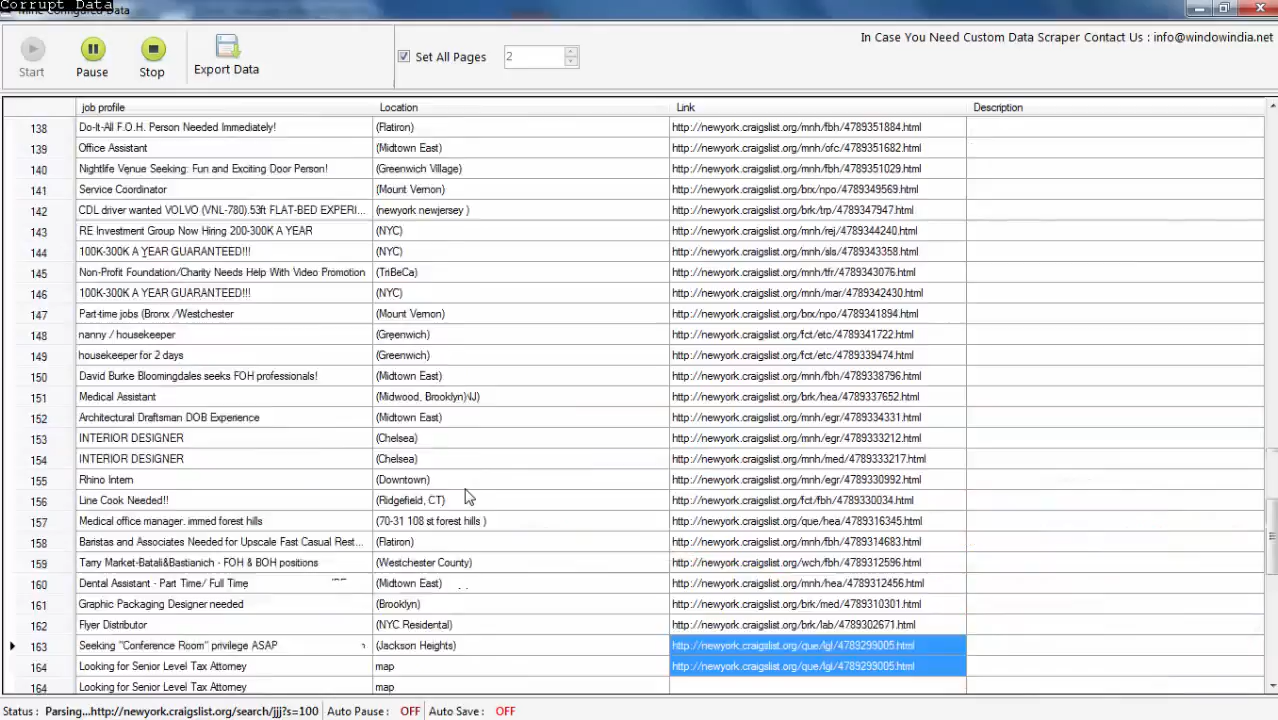 Corrupt Data
In Case You Need Custom Data Scraper Contact Us : info@windowindia.net
Start Pause Stop Export Data Set All Pages 2
job profile Location Link Description
138 Do-It-All F.O.H. Person Needed Immediately! (Flatiron) http://newyork.craigslist.org/mnh/fbh/4789351884.html
139 Office Assistant (Midtown East) http://newyork.craigslist.org/mnh/ofc/4789351682.html
140 Nightlife Venue Seeking: Fun and Exciting Door Person! (Greenwich Village) http://newyork.craigslist.org/mnh/fbh/4789351029.html
141 Service Coordinator (Mount Vernon) http://newyork.craigslist.org/brx/npo/4789349569.html
142 CDL driver wanted VOLVO (VNL-780).53ft FLAT-BED EXPERI... (newyork newjersey ) http://newyork.craigslist.org/brk/trp/4789347947.html
143 RE Investment Group Now Hiring 200-300K A YEAR (NYC) http://newyork.craigslist.org/mnh/rej/4789344240.html
144 100K-300K A YEAR GUARANTEED!!! (NYC) http://newyork.craigslist.org/mnh/sls/4789343358.html
145 Non-Profit Foundation/Charity Needs Help With Video Promotion (TriBeCa) http://newyork.craigslist.org/mnh/tfr/4789343076.html
146 100K-300K A YEAR GUARANTEED!!! (NYC) http://newyork.craigslist.org/mnh/mar/4789342430.html
147 Part-time jobs (Bronx /Westchester (Mount Vernon) http://newyork.craigslist.org/brx/npo/4789341894.html
148 nanny / housekeeper (Greenwich) http://newyork.craigslist.org/fct/etc/4789341722.html
149 housekeeper for 2 days (Greenwich) http://newyork.craigslist.org/fct/etc/4789339474.html
150 David Burke Bloomingdales seeks FOH professionals! (Midtown East) http://newyork.craigslist.org/mnh/fbh/4789338796.html
151 Medical Assistant (Midwood, Brooklyn)\IJ) http://newyork.craigslist.org/brk/hea/4789337652.html
152 Architectural Draftsman DOB Experience (Midtown East) http://newyork.craigslist.org/mnh/egr/4789334331.html
153 INTERIOR DESIGNER (Chelsea) http://newyork.craigslist.org/mnh/egr/4789333212.html
154 INTERIOR DESIGNER (Chelsea) http://newyork.craigslist.org/mnh/med/4789333217.html
155 Rhino Intern (Downtown) http://newyork.craigslist.org/mnh/egr/4789330992.html
156 Line Cook Needed!! (Ridgefield, CT) http://newyork.craigslist.org/fct/fbh/4789330034.html
157 Medical office manager. immed forest hills (70-31 108 st forest hills ) http://newyork.craigslist.org/que/hea/4789316345.html
158 Baristas and Associates Needed for Upscale Fast Casual Rest... (Flatiron) http://newyork.craigslist.org/mnh/fbh/4789314683.html
159 Tarry Market-Batali&Bastianich - FOH & BOH positions (Westchester County) http://newyork.craigslist.org/wch/fbh/4789312596.html
160 Dental Assistant - Part Time/ Full Time (Midtown East) http://newyork.craigslist.org/mnh/hea/4789312456.html
161 Graphic Packaging Designer needed (Brooklyn) http://newyork.craigslist.org/brk/med/4789310301.html
162 Flyer Distributor (NYC Residental) http://newyork.craigslist.org/brk/lab/4789302671.html
163 Seeking "Conference Room" privilege ASAP (Jackson Heights) http://newyork.craigslist.org/que/lgl/4789299005.html
164 Looking for Senior Level Tax Attorney map http://newyork.craigslist.org/que/lgl/4789299005.html
164 Looking for Senior Level Tax Attorney map
Status : Parsing...http://newyork.craigslist.org/search/jjj?s=100 Auto Pause : OFF Auto Save : OFF